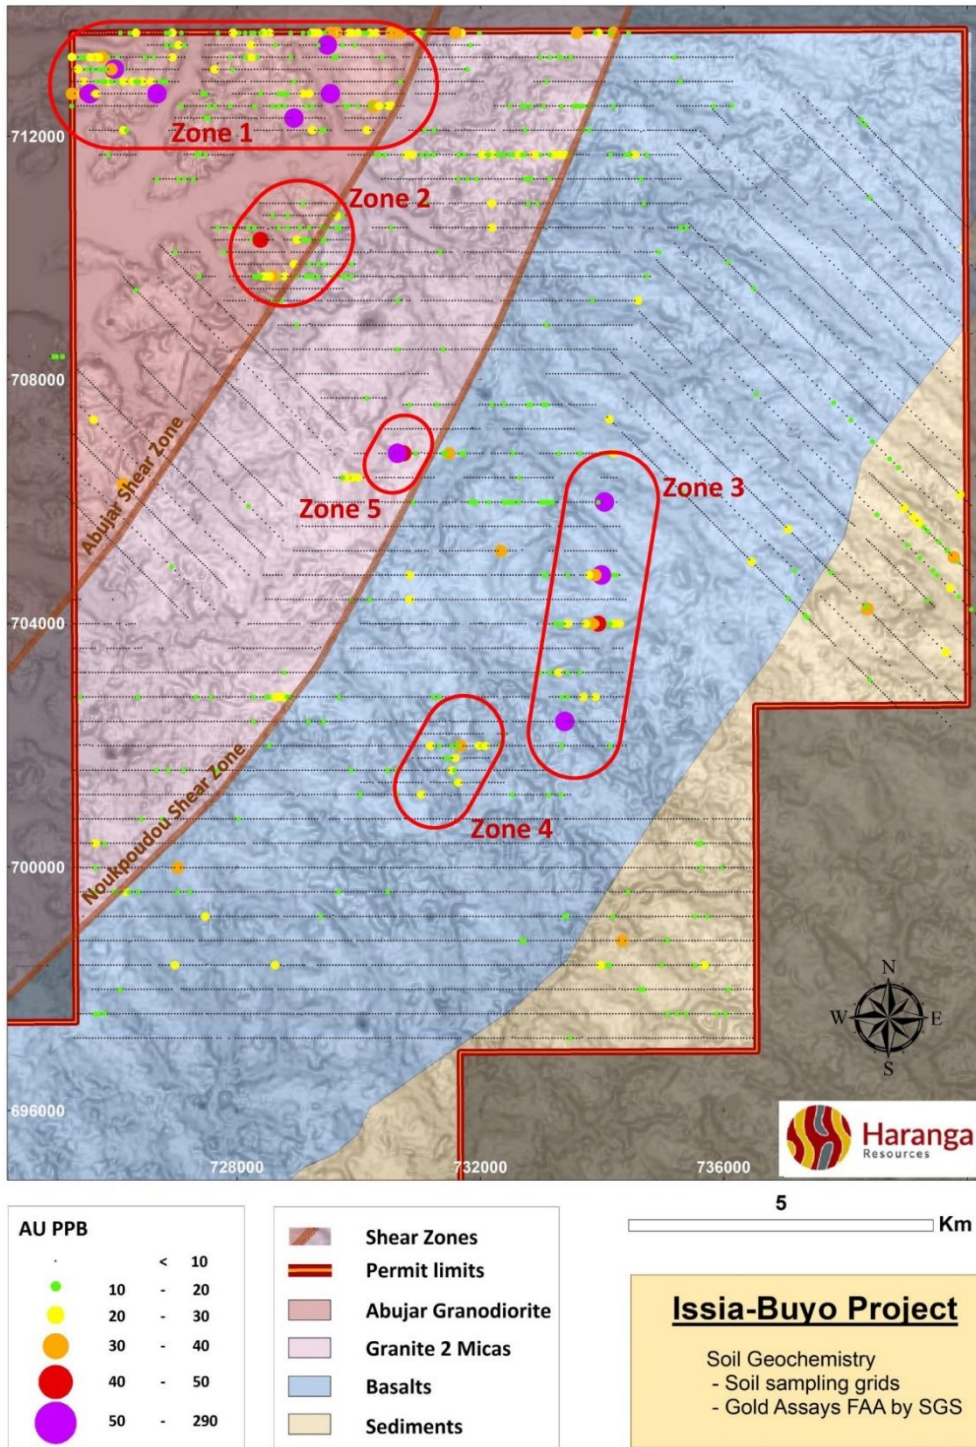 Zone 1
712000
Zone 2
708000
Abujar Shear Zone
Zone 5
Zone 3
704000
Noukpoudou Shear Zone
Zone 4
700000
N
W E
S
696000
728000 732000 736000
Haranga
Resources
AU PPB
< 10
10 - 20
20 - 30
30 - 40
40 - 50
50 - 290
Shear Zones
Permit limits
Abujar Granodiorite
Granite 2 Micas
Basalts
Sediments
5
Km
Issia-Buyo Project
Soil Geochemistry
- Soil sampling grids
- Gold Assays FAA by SGS